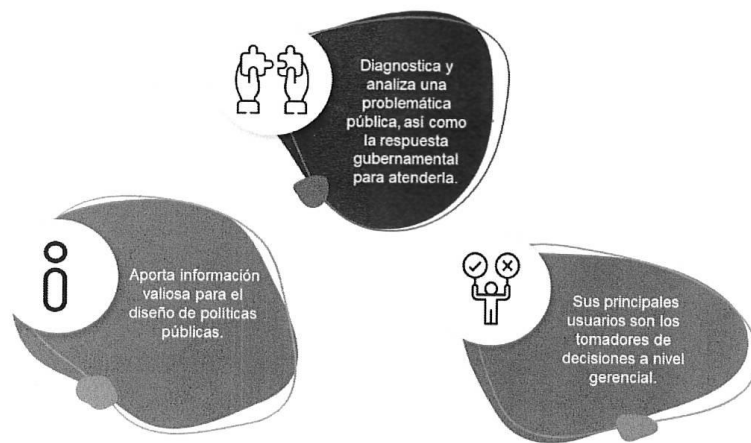 Diagnostica y
analiza una
problemática
pública, así como
la respuesta
gubernamental
para atenderla.
Aporta información
valiosa para el
diseño de políticas
públicas.
Sus principales
usuarios son los
tomadores de
decisiones a nivel
gerencial.